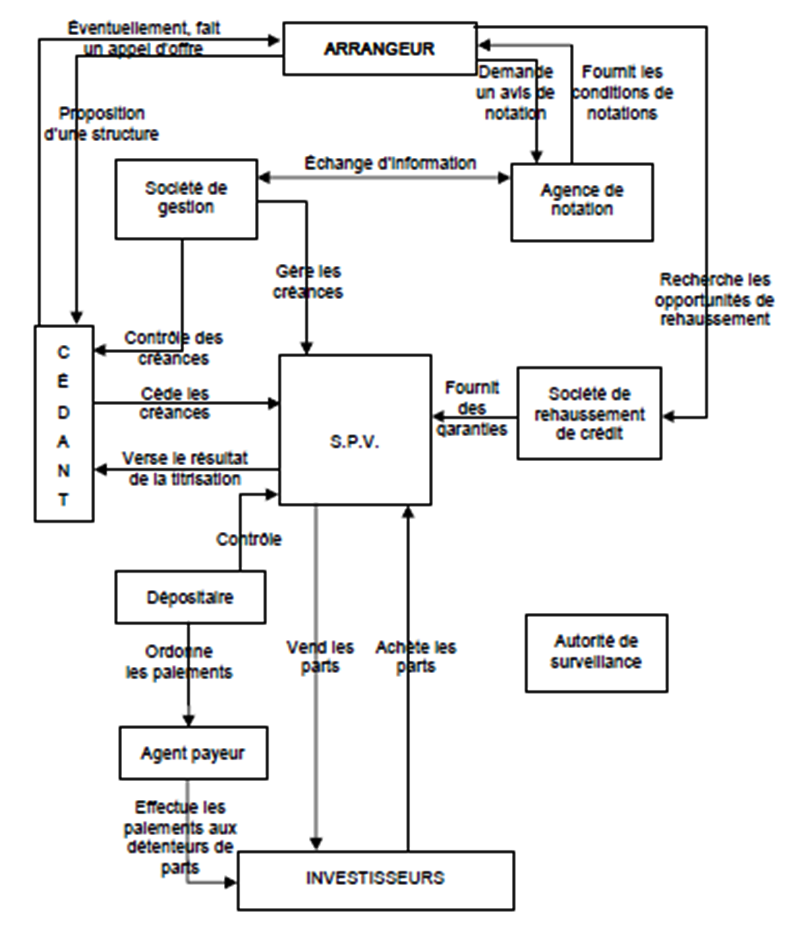 Éventuellement, fait
un appel d'offre
ARRANGEUR
Demande
un avis de
notation
Fournit les
conditions de
notations
Proposition
d'une structure
Échange d'information
Société de
gestion
Agence de
notation
Gère les
créances
Recherche les
opportunités de
rehaussement
Contrôle des
créances
CÉDANT
Cède les
créances
Fournit
des
garanties
Société de
rehaussement
de crédit
S.P.V.
Verse le résultat
de la titrisation
Contrôle
Dépositaire
Ordonne
les paiements
Vend les
parts
Achète les
parts
Autorité de
surveillance
Agent payeur
Effectue les
paiements aux
détenteurs de
parts
INVESTISSEURS